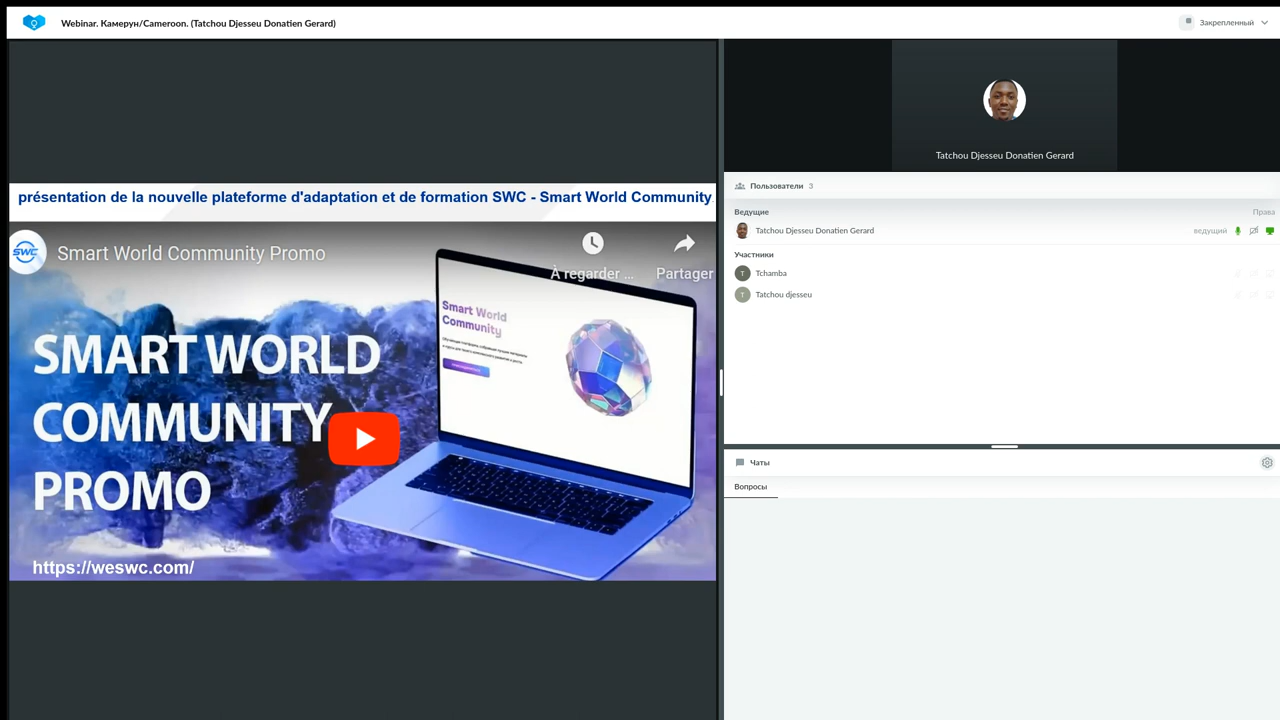 Webinar. Камерун/Cameroon. (Tatchou Djesseu Donatien Gerard)
Закрепленный
présentation de la nouvelle plateforme d'adaptation et de formation SWC - Smart World Community
SWC
Smart World Community Promo
À regarder ...
Partager
SMART WORLD
COMMUNITY
PROMO
Smart World
Community
https://weswc.com/
Tatchou Djesseu Donatien Gerard
Пользователи 3
Ведущие
Права
Tatchou Djesseu Donatien Gerard
ведущий
Участники
T
Tchamba
T
Tatchou djesseu
Чаты
Вопросы